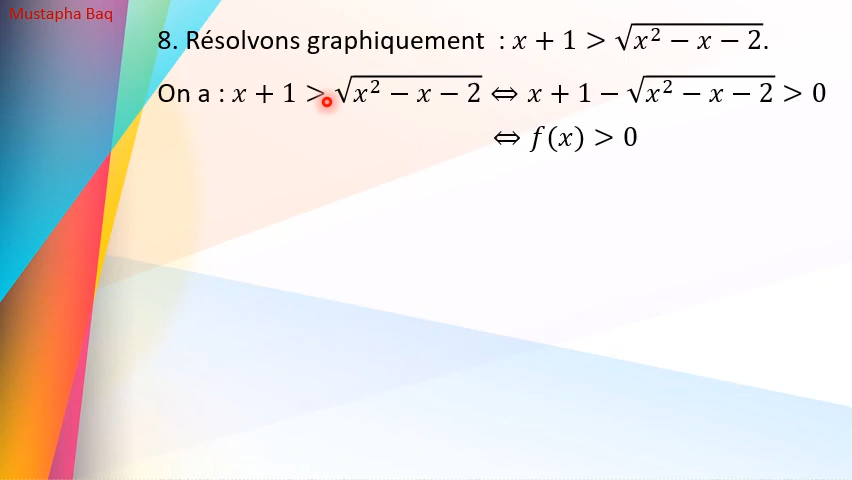 Mustapha Baq
8. Résolvons graphiquement : x + 1 > √(x² − x − 2).
On a : x + 1 > √(x² − x − 2) ⇔ x + 1 − √(x² − x − 2) > 0
⇔ f(x) > 0